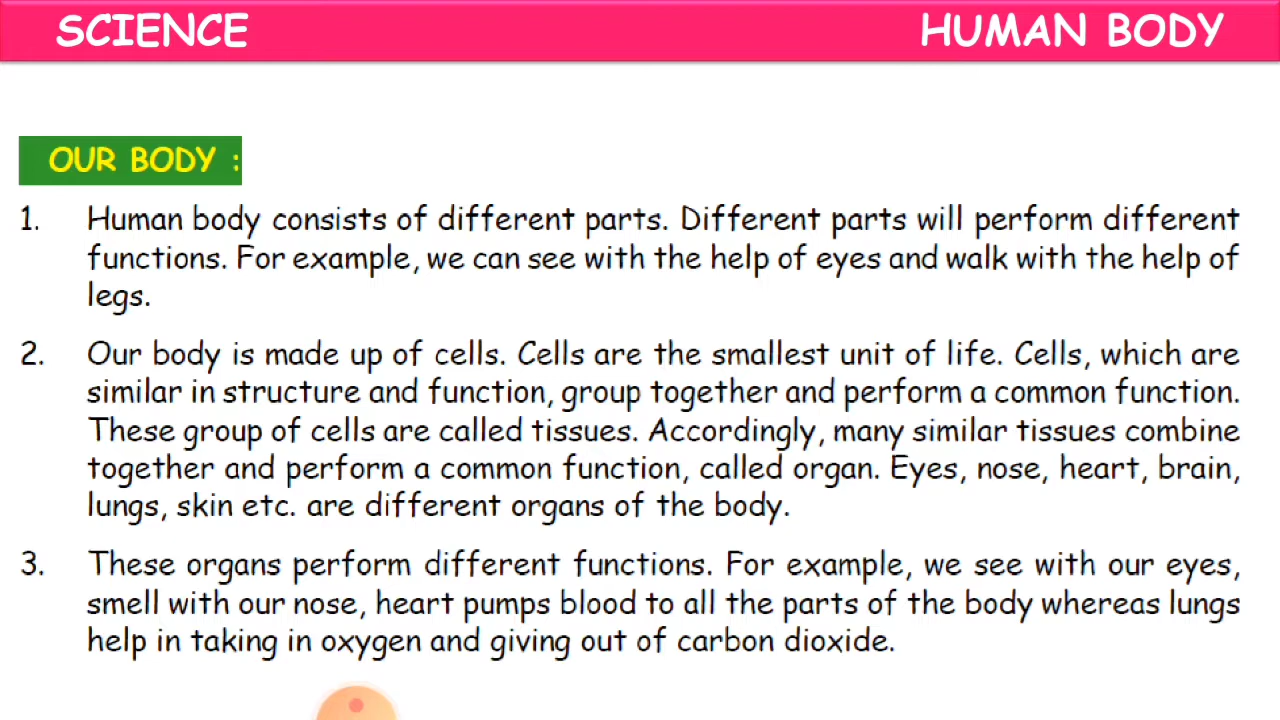 SCIENCE HUMAN BODY
OUR BODY :
1. Human body consists of different parts. Different parts will perform different
functions. For example, we can see with the help of eyes and walk with the help of
legs.
2. Our body is made up of cells. Cells are the smallest unit of life. Cells, which are
similar in structure and function, group together and perform a common function.
These group of cells are called tissues. Accordingly, many similar tissues combine
together and perform a common function, called organ. Eyes, nose, heart, brain,
lungs, skin etc. are different organs of the body.
3. These organs perform different functions. For example, we see with our eyes,
smell with our nose, heart pumps blood to all the parts of the body whereas lungs
help in taking in oxygen and giving out of carbon dioxide.